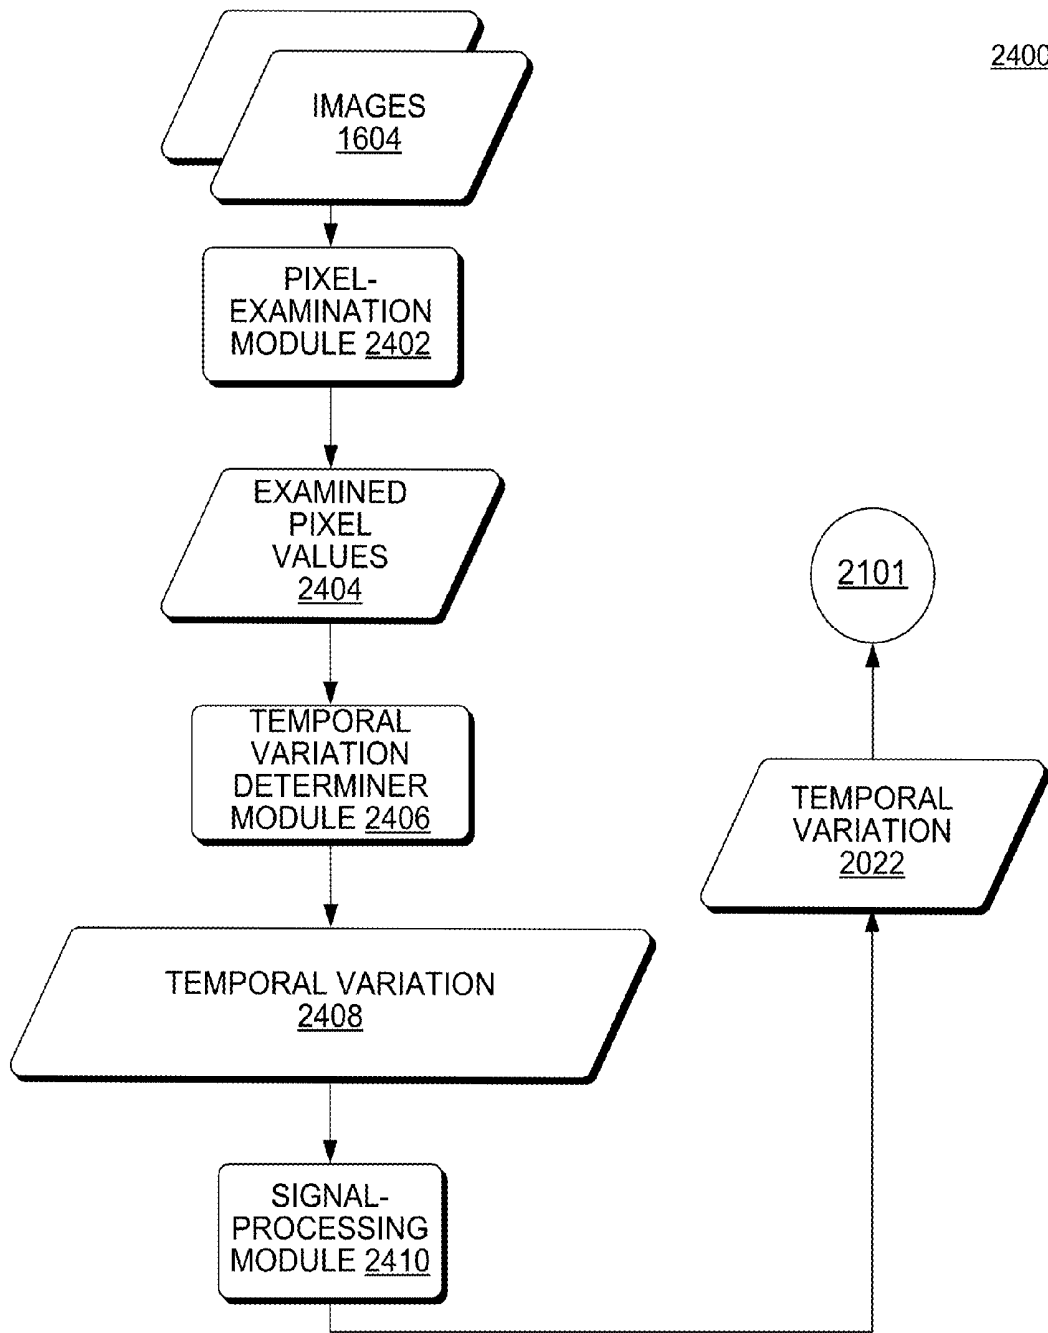 2400
IMAGES
1604
PIXEL-
EXAMINATION
MODULE 2402
EXAMINED
PIXEL
VALUES
2404
TEMPORAL
VARIATION
DETERMINER
MODULE 2406
TEMPORAL VARIATION
2408
SIGNAL-
PROCESSING
MODULE 2410
TEMPORAL
VARIATION
2022
2101